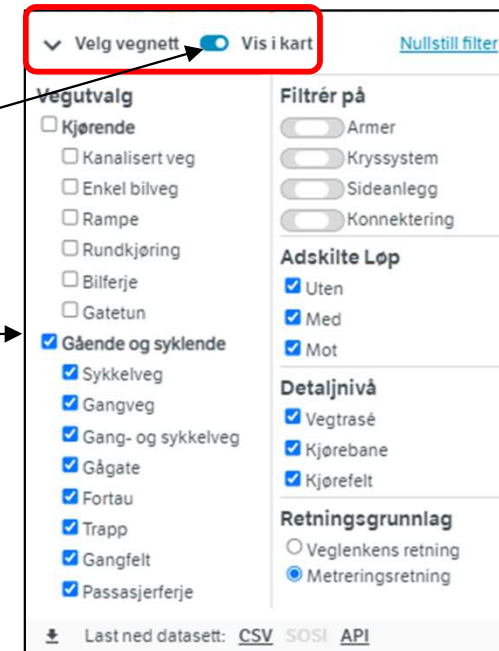 Velg vegnett Vis i kart Nullstill filter
Vegutvalg
Kjørende
Kanalisert veg
Enkel bilveg
Rampe
Rundkjøring
Bilferje
Gatetun
Gående og syklende
Sykkelveg
Gangveg
Gang- og sykkelveg
Gågate
Fortau
Trapp
Gangfelt
Passasjerferje
Filtrér på
Armer
Kryssystem
Sideanlegg
Konnektering
Adskilte Løp
Uten
Med
Mot
Detaljnivå
Vegtrasé
Kjørebane
Kjørefelt
Retningsgrunnlag
Veglenkens retning
Metreringsretning
Last ned datasett: CSV SOSI API